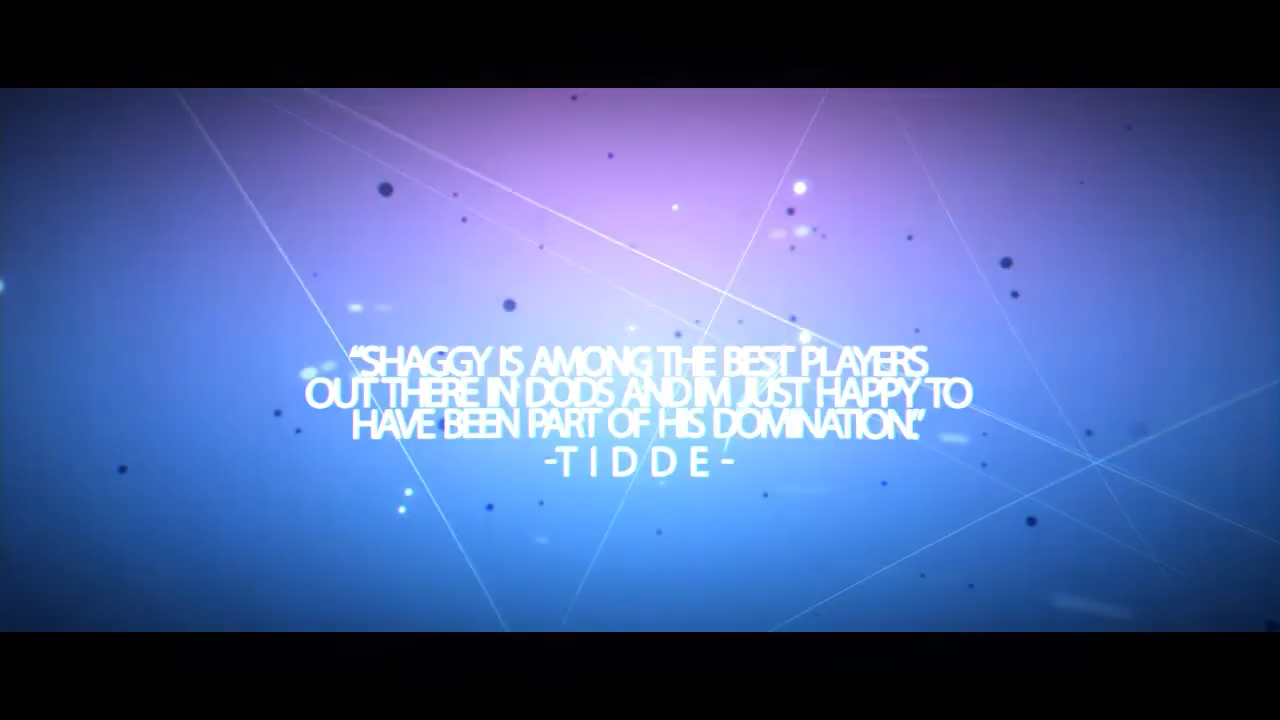 “SHAGGY IS AMONG THE BEST PLAYERS
OUT THERE IN DODS AND IM JUST HAPPY TO
HAVE BEEN PART OF HIS DOMINATION.”
-TIDDE-